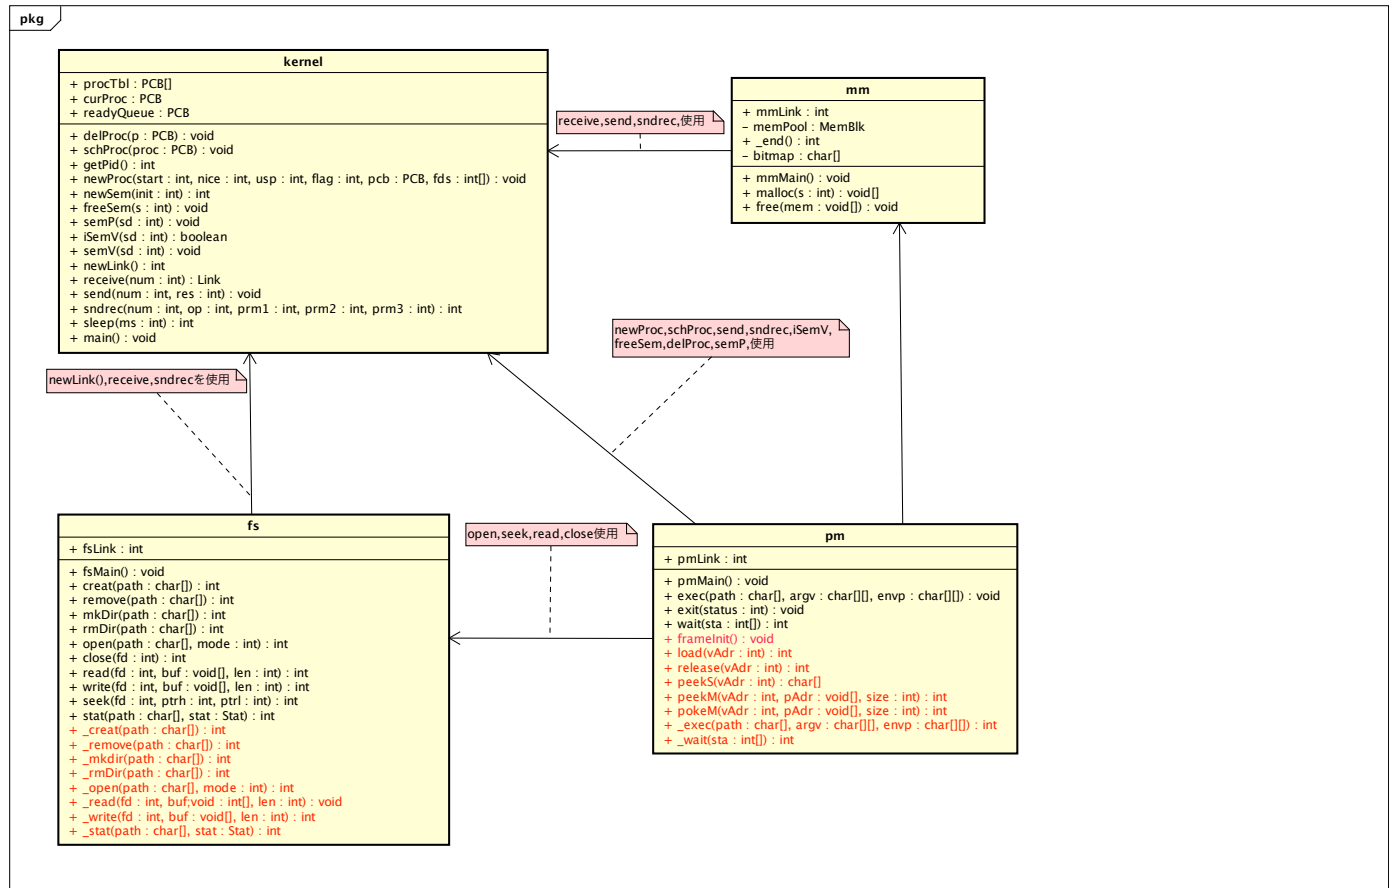 pkg
kernel
+ procTbl : PCB[]
+ curProc : PCB
+ readyQueue : PCB
+ delProc(p : PCB) : void
+ schProc(proc : PCB) : void
+ getPid() : int
+ newProc(start : int, nice : int, usp : int, flag : int, pcb : PCB, fds : int[]) : void
+ newSem(init : int) : int
+ freeSem(s : int) : void
+ semP(sd : int) : void
+ iSemV(sd : int) : boolean
+ semV(sd : int) : void
+ newLink() : int
+ receive(num : int) : Link
+ send(num : int, res : int) : void
+ sndrec(num : int, op : int, prm1 : int, prm2 : int, prm3 : int) : int
+ sleep(ms : int) : int
+ main() : void
receive,send,sndrec,使用
mm
+ mmLink : int
– memPool : MemBlk
+ _end() : int
– bitmap : char[]
+ mmMain() : void
+ malloc(s : int) : void[]
+ free(mem : void[]) : void
newProc,schProc,send,sndrec,iSemV,
freeSem,delProc,semP,使用
newLink(),receive,sndrecを使用
fs
+ fsLink : int
+ fsMain() : void
+ creat(path : char[]) : int
+ remove(path : char[]) : int
+ mkDir(path : char[]) : int
+ rmDir(path : char[]) : int
+ open(path : char[], mode : int) : int
+ close(fd : int) : int
+ read(fd : int, buf : void[], len : int) : int
+ write(fd : int, buf : void[], len : int) : int
+ seek(fd : int, ptrh : int, ptrl : int) : int
+ stat(path : char[], stat : Stat) : int
+ _creat(path : char[]) : int
+ _remove(path : char[]) : int
+ _mkdir(path : char[]) : int
+ _rmDir(path : char[]) : int
+ _open(path : char[], mode : int) : int
+ _read(fd : int, buf;void : int[], len : int) : void
+ _write(fd : int, buf : void[], len : int) : int
+ _stat(path : char[], stat : Stat) : int
open,seek,read,close使用
pm
+ pmLink : int
+ pmMain() : void
+ exec(path : char[], argv : char[][], envp : char[][]) : void
+ exit(status : int) : void
+ wait(sta : int[]) : int
+ frameInit() : void
+ load(vAdr : int) : int
+ release(vAdr : int) : int
+ peekS(vAdr : int) : char[]
+ peekM(vAdr : int, pAdr : void[], size : int) : int
+ pokeM(vAdr : int, pAdr : void[], size : int) : int
+ _exec(path : char[], argv : char[][], envp : char[][]) : int
+ _wait(sta : int[]) : int